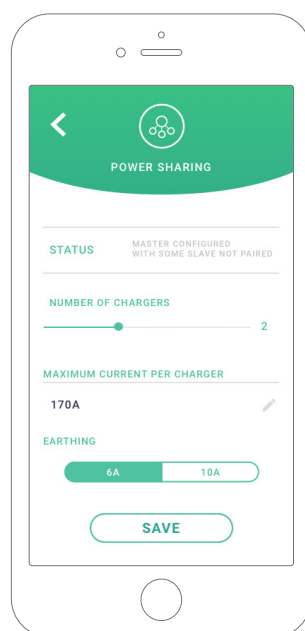 POWER SHARING
STATUS
MASTER CONFIGURED
WITH SOME SLAVE NOT PAIRED
NUMBER OF CHARGERS
2
MAXIMUM CURRENT PER CHARGER
170A
EARTHING
6A
10A
SAVE